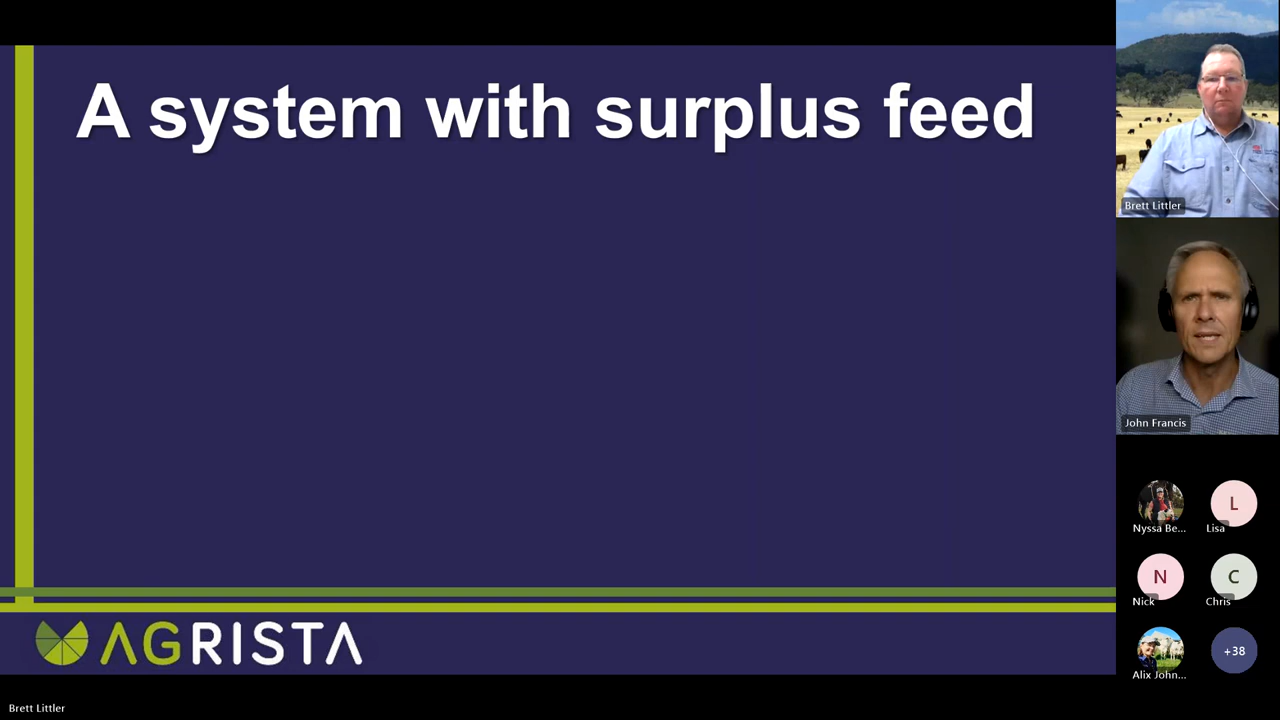 A system with surplus feed
AGRISTA
Brett Littler
John Francis
Nyssa Be...
L
Lisa
N
Nick
C
Chris
Alix John...
+38
Brett Littler